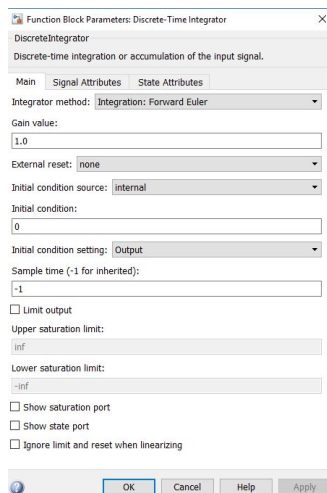 Function Block Parameters: Discrete-Time Integrator
DiscreteIntegrator
Discrete-time integration or accumulation of the input signal.
Main Signal Attributes State Attributes
Integrator method: Integration: Forward Euler
Gain value:
1.0
External reset: none
Initial condition source: internal
Initial condition:
0
Initial condition setting: Output
Sample time (-1 for inherited):
-1
Limit output
Upper saturation limit:
inf
Lower saturation limit:
-inf
Show saturation port
Show state port
Ignore limit and reset when linearizing
? OK Cancel Help Apply